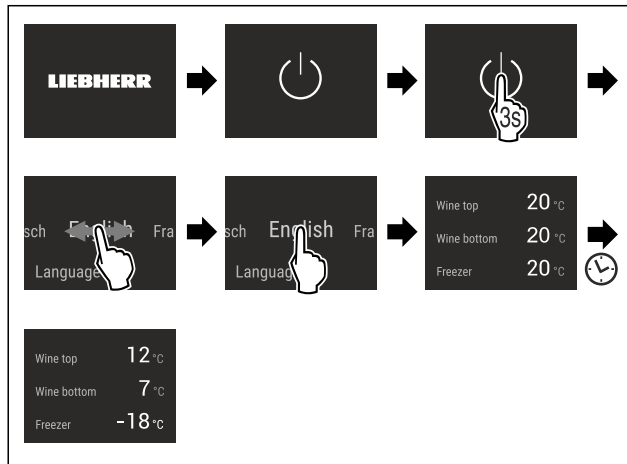 LIEBHERR
3s
sch English Fra
Language
sch English Fra
Language
Wine top 20 °C
Wine bottom 20 °C
Freezer 20 °C
Wine top 12 °C
Wine bottom 7 °C
Freezer -18 °C